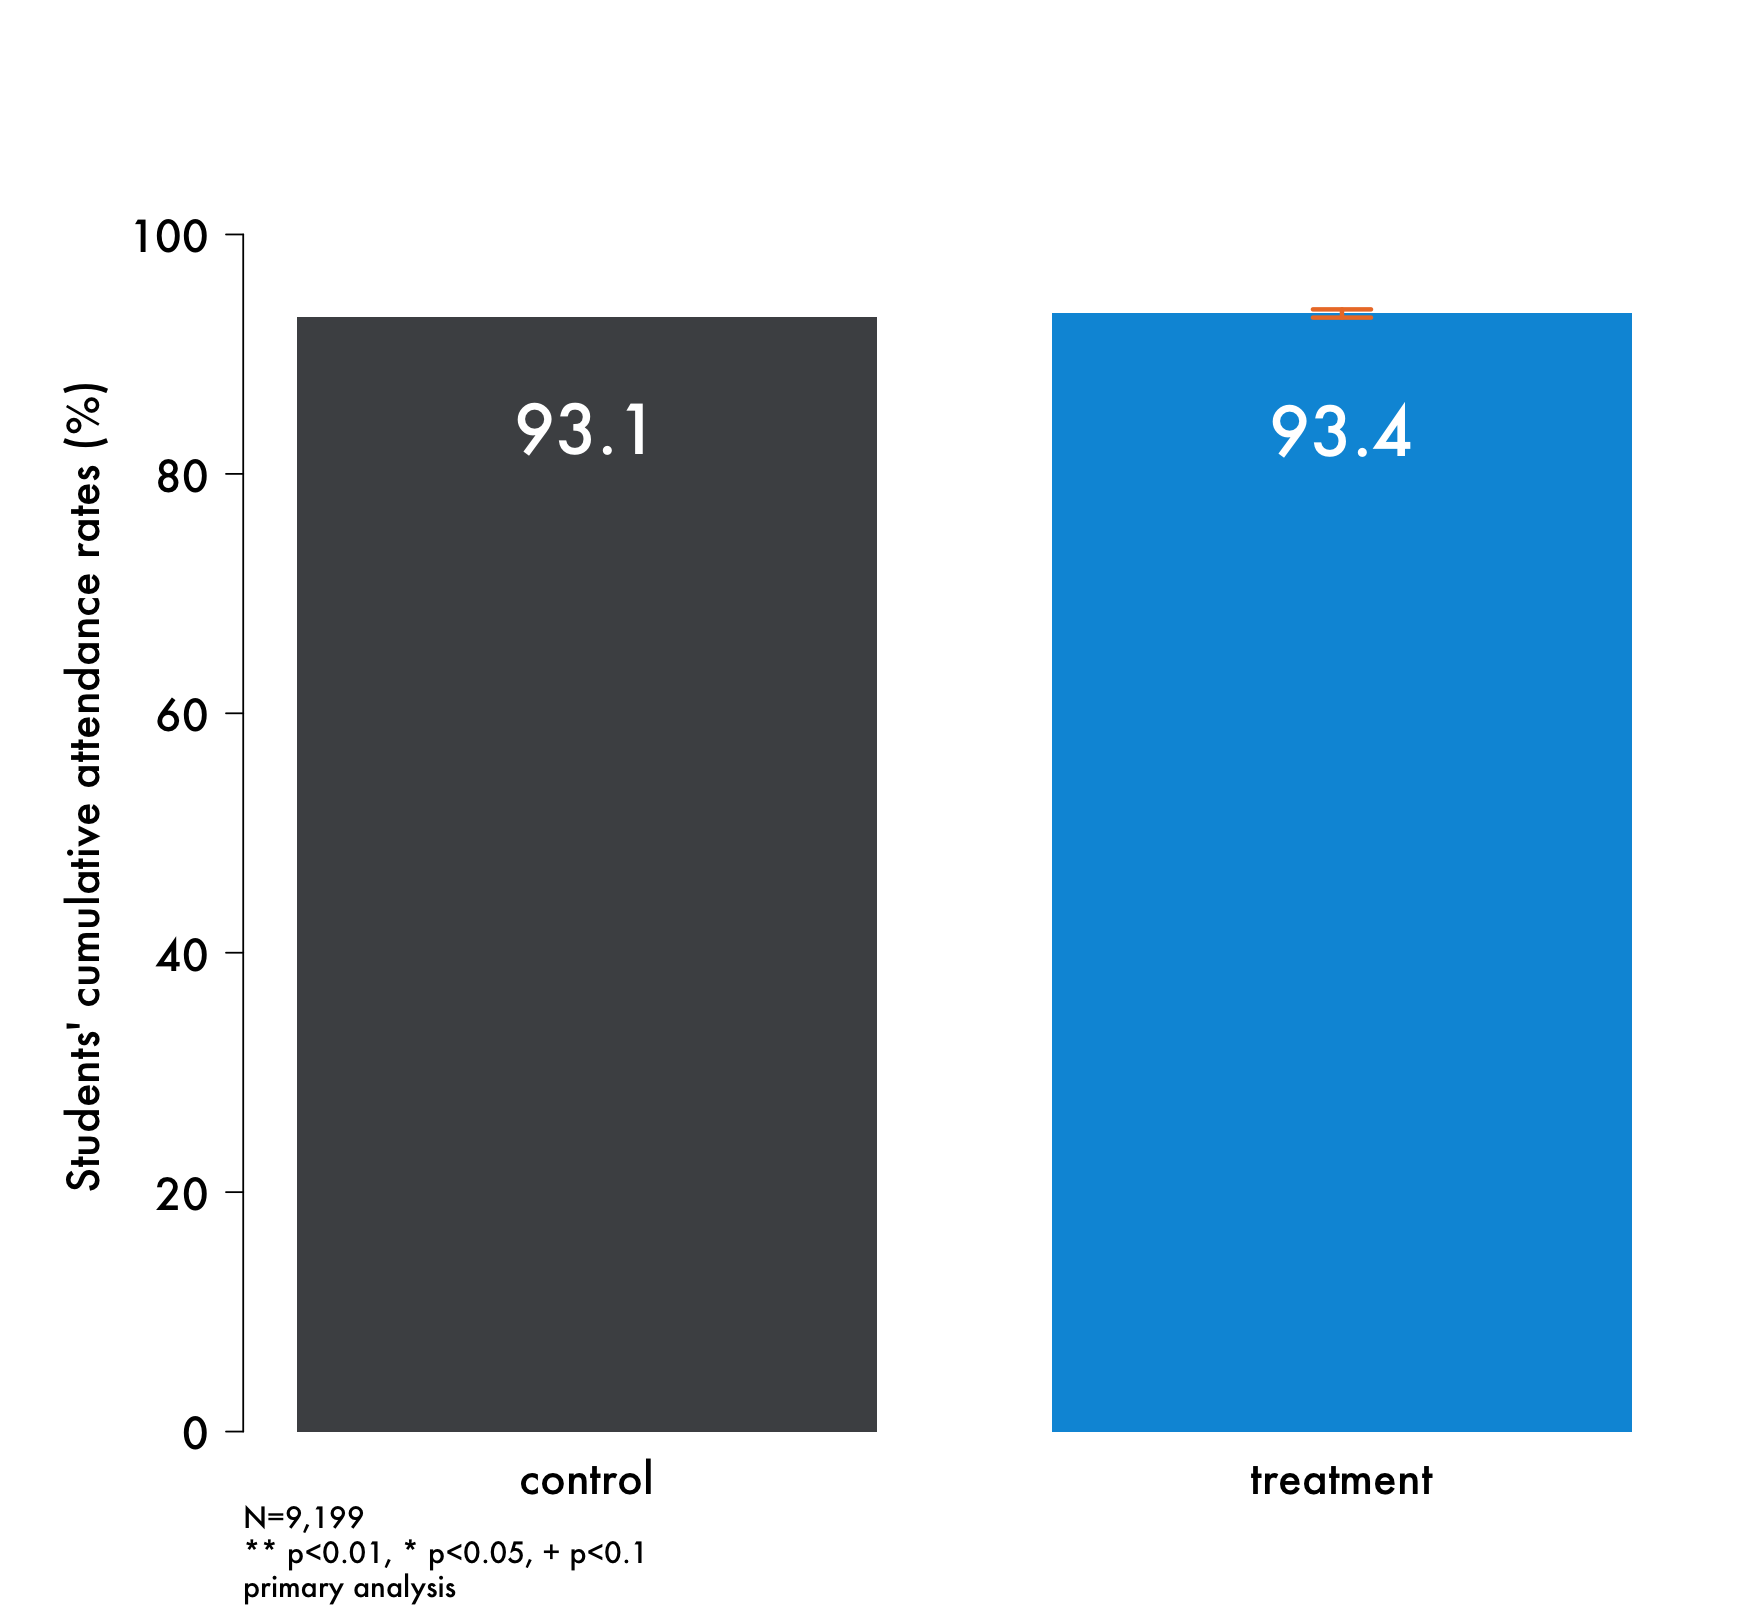 Students' cumulative attendance rates (%)
100
80
60
40
20
0
93.1
93.4
control
treatment
N=9,199
** p<0.01, * p<0.05, + p<0.1
primary analysis